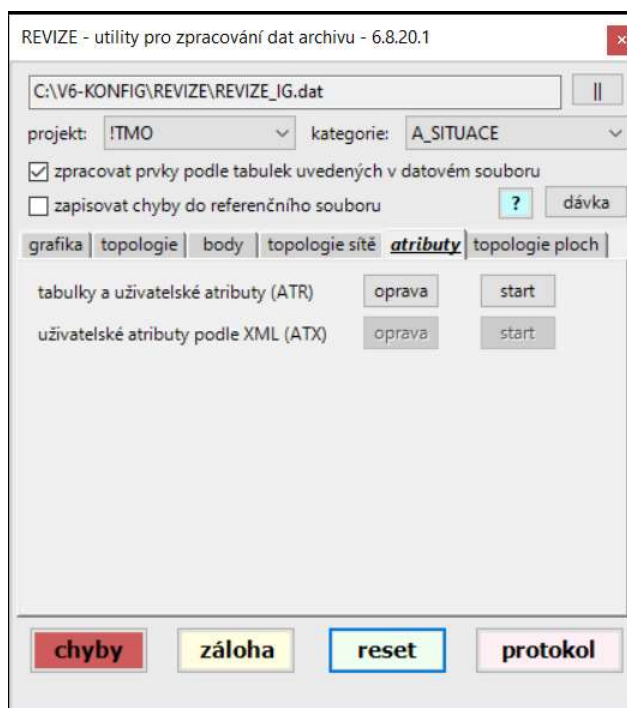 REVIZE - utility pro zpracování dat archivu - 6.8.20.1
C:\V6-KONFIG\REVIZE\REVIZE_IG.dat ||
projekt: !TMO kategorie: A_SITUACE
zpracovat prvky podle tabulek uvedených v datovém souboru
zapisovat chyby do referenčního souboru ? dávka
grafika topologie body topologie sítě atributy topologie ploch
tabulky a uživatelské atributy (ATR) oprava start
uživatelské atributy podle XML (ATX) oprava start
chyby záloha reset protokol